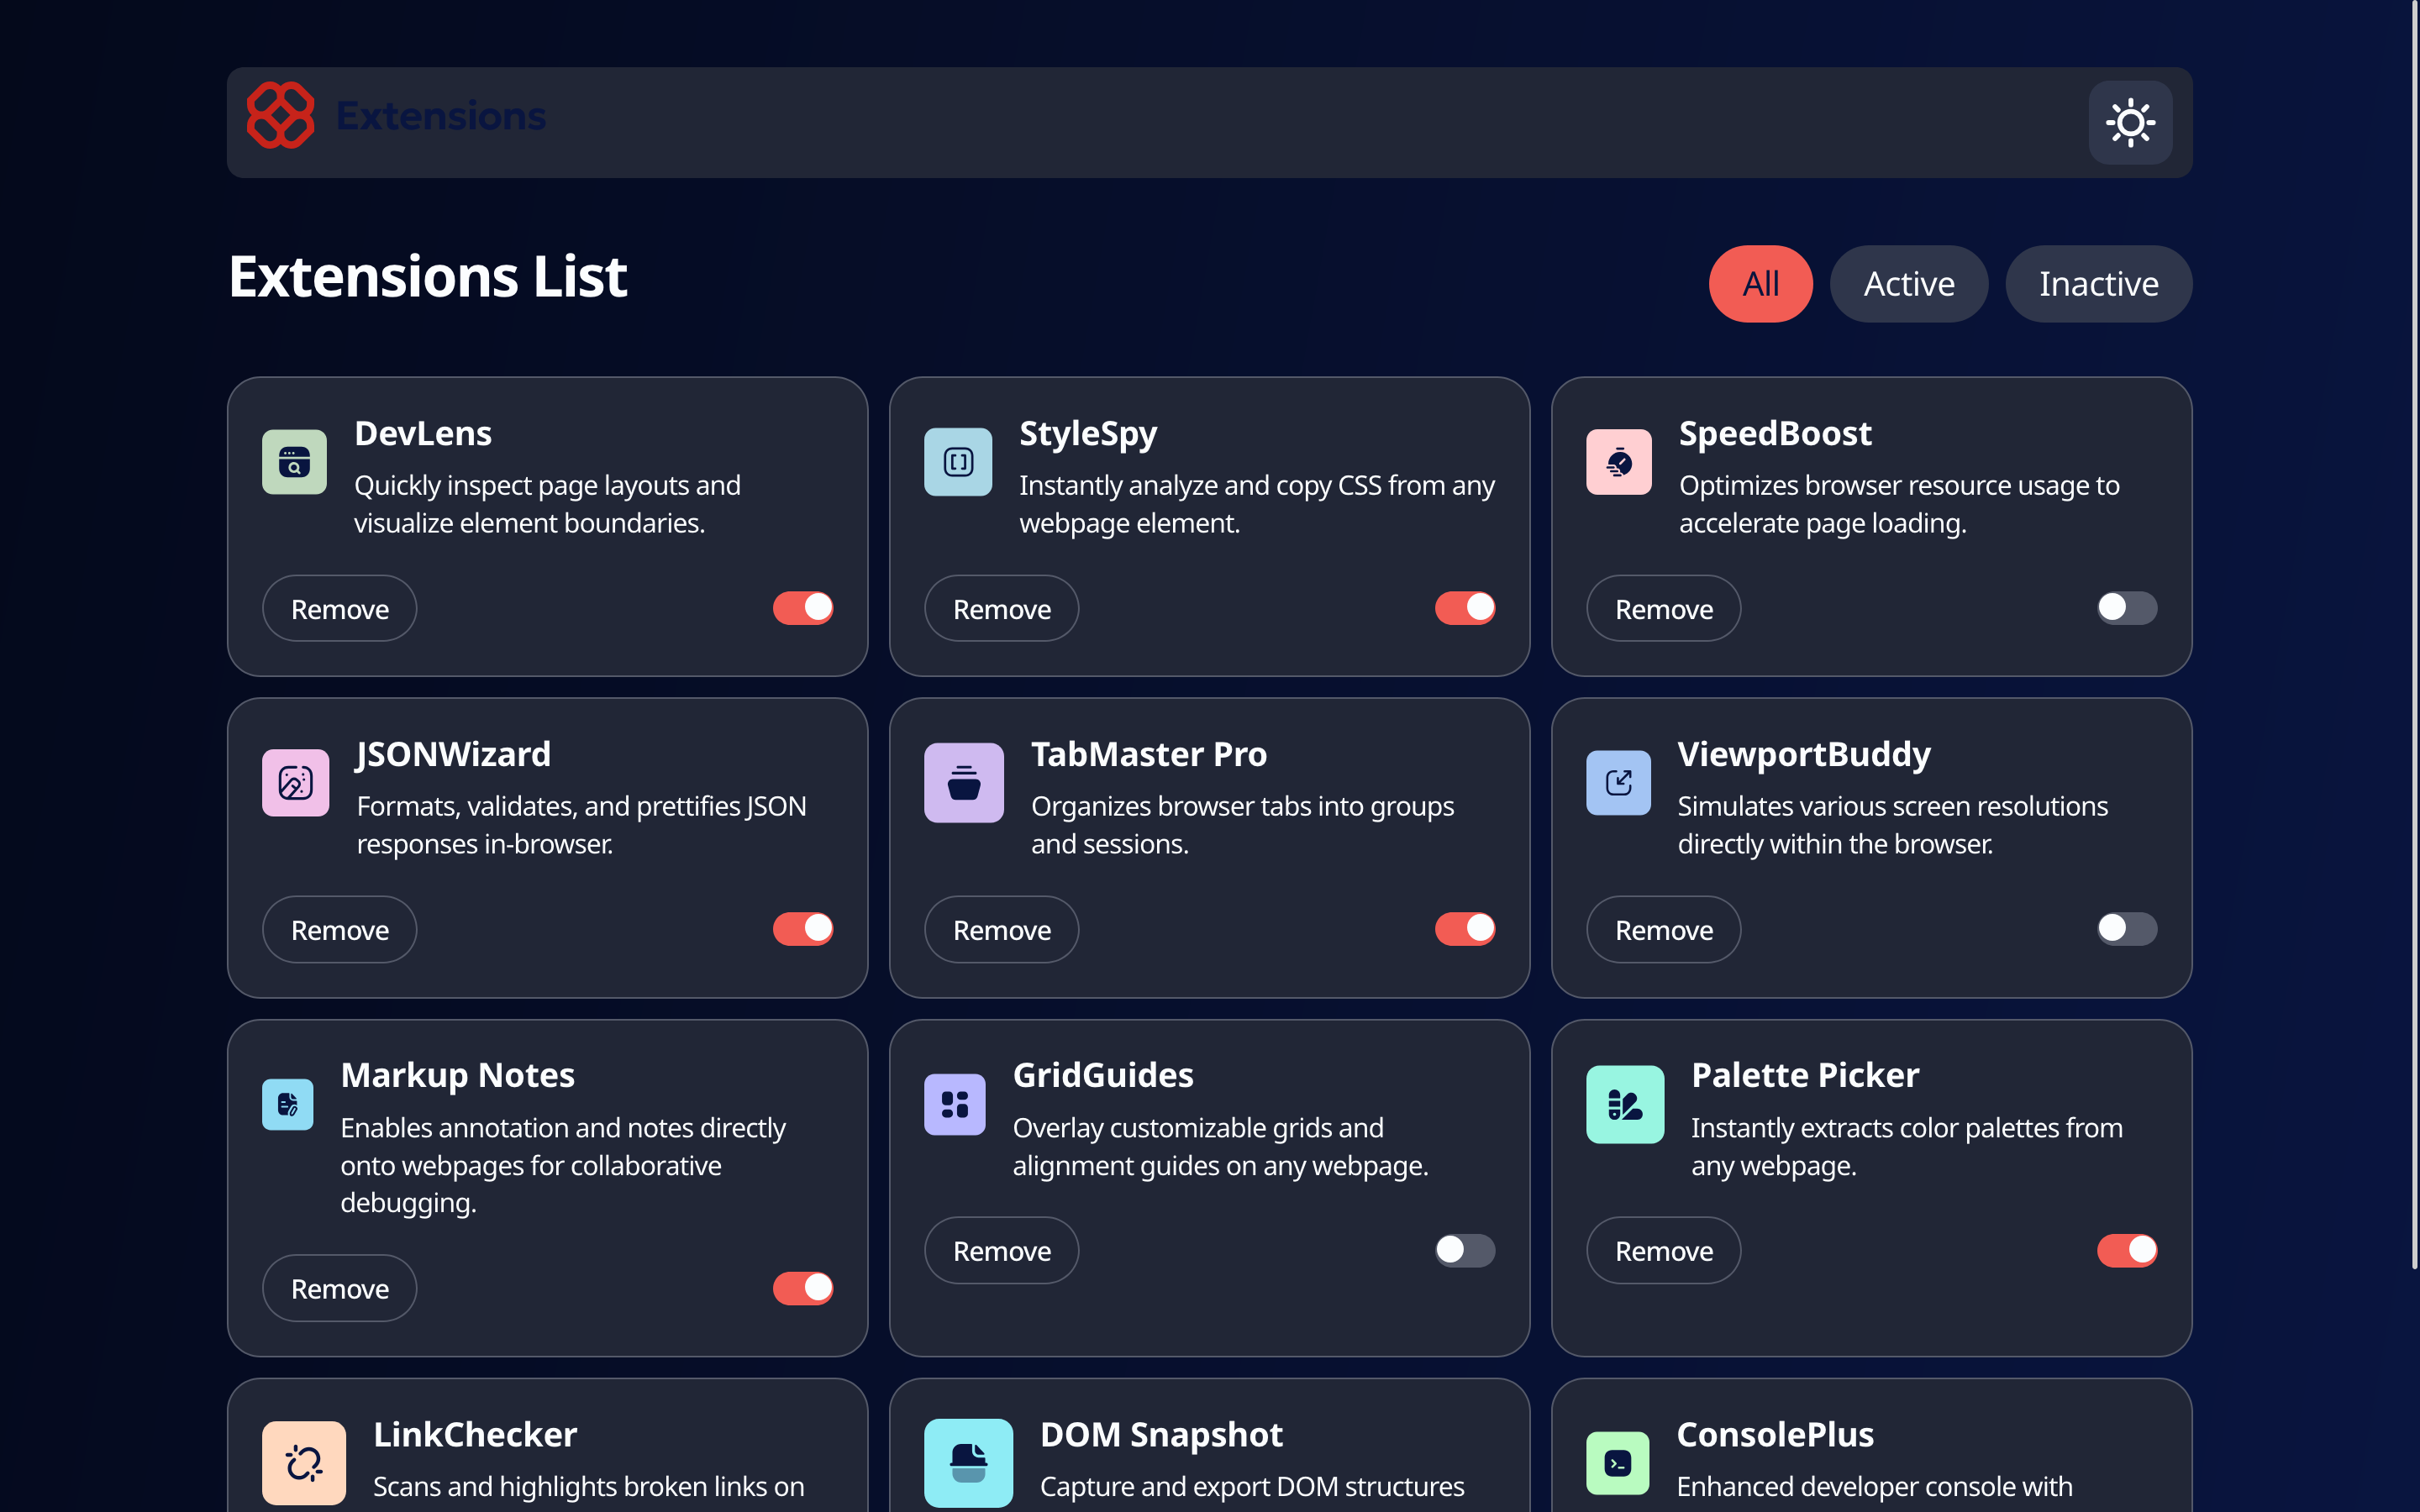 Extensions
Extensions List
All
Active
Inactive
DevLens
Quickly inspect page layouts and
visualize element boundaries.
Remove
StyleSpy
Instantly analyze and copy CSS from any
webpage element.
Remove
SpeedBoost
Optimizes browser resource usage to
accelerate page loading.
Remove
JSONWizard
Formats, validates, and prettifies JSON
responses in-browser.
Remove
TabMaster Pro
Organizes browser tabs into groups
and sessions.
Remove
ViewportBuddy
Simulates various screen resolutions
directly within the browser.
Remove
Markup Notes
Enables annotation and notes directly
onto webpages for collaborative
debugging.
Remove
GridGuides
Overlay customizable grids and
alignment guides on any webpage.
Remove
Palette Picker
Instantly extracts color palettes from
any webpage.
Remove
LinkChecker
Scans and highlights broken links on
DOM Snapshot
Capture and export DOM structures
ConsolePlus
Enhanced developer console with